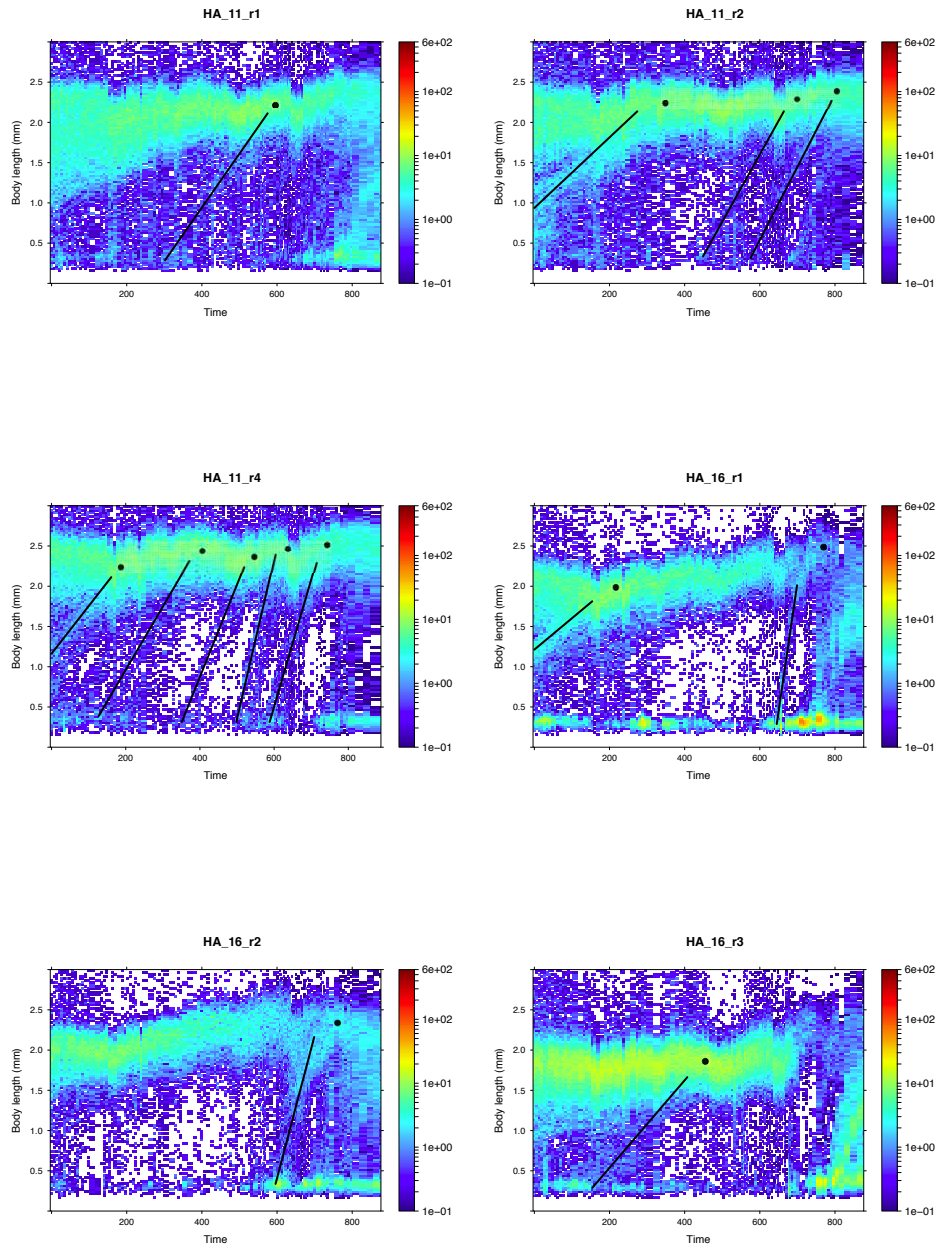 HA_11_r1
HA_11_r2
Body length (mm)
2.5
2.0
1.5
1.0
0.5
200
400
600
800
Time
6e+02
1e+02
1e+01
1e+00
1e-01
Body length (mm)
2.5
2.0
1.5
1.0
0.5
200
400
600
800
Time
6e+02
1e+02
1e+01
1e+00
1e-01
HA_11_r4
HA_16_r1
Body length (mm)
2.5
2.0
1.5
1.0
0.5
200
400
600
800
Time
6e+02
1e+02
1e+01
1e+00
1e-01
Body length (mm)
2.5
2.0
1.5
1.0
0.5
200
400
600
800
Time
6e+02
1e+02
1e+01
1e+00
1e-01
HA_16_r2
HA_16_r3
Body length (mm)
2.5
2.0
1.5
1.0
0.5
200
400
600
800
Time
6e+02
1e+02
1e+01
1e+00
1e-01
Body length (mm)
2.5
2.0
1.5
1.0
0.5
200
400
600
800
Time
6e+02
1e+02
1e+01
1e+00
1e-01